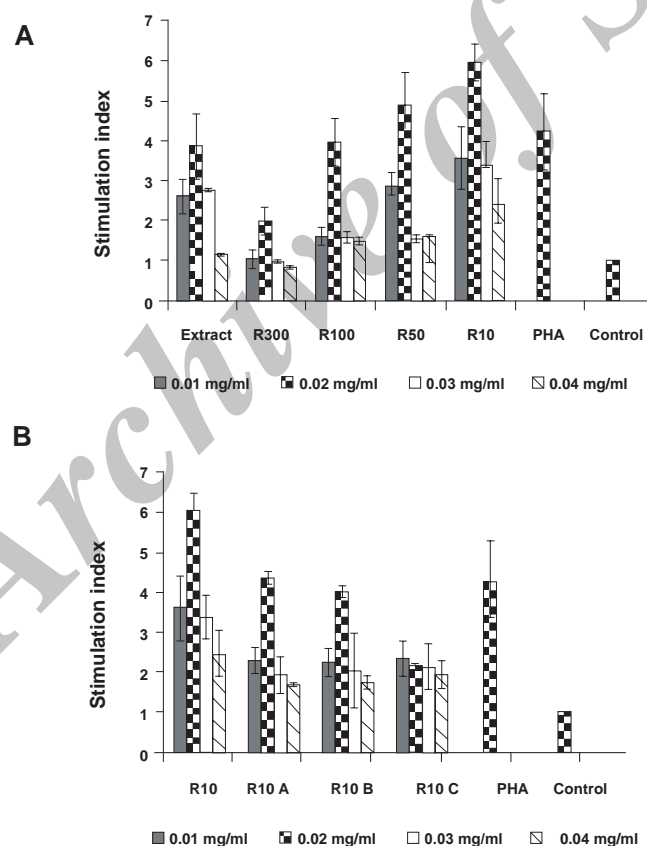 A
7
6
5
4
3
2
1
0
Stimulation index
Extract R300 R100 R50 R10 PHA Control
0.01 mg/ml 0.02 mg/ml 0.03 mg/ml 0.04 mg/ml
B
7
6
5
4
3
2
1
0
Stimulation index
R10 R10 A R10 B R10 C PHA Control
0.01 mg/ml 0.02 mg/ml 0.03 mg/ml 0.04 mg/ml
Archive of S